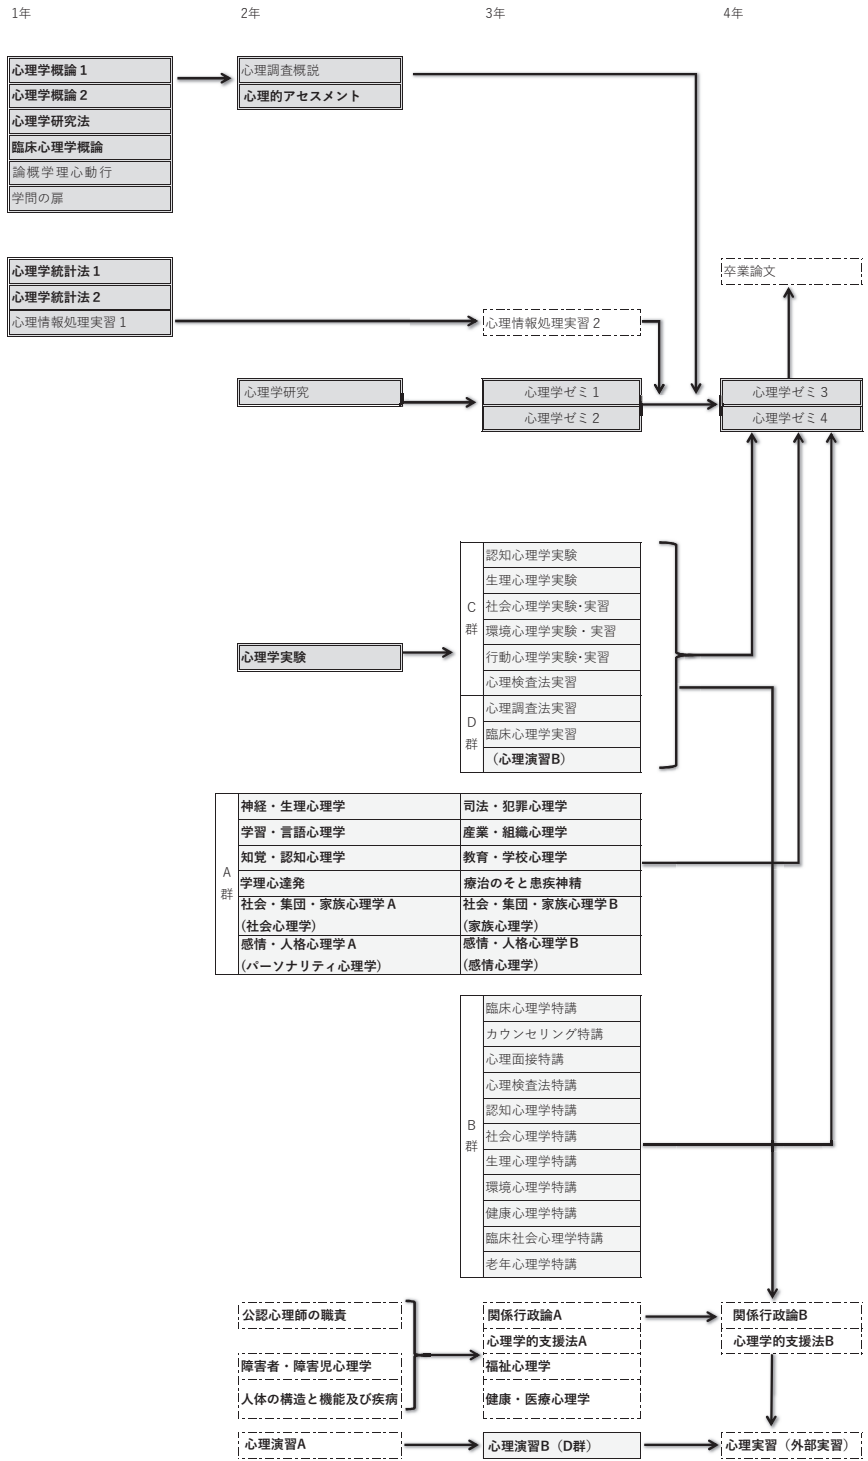 1年
2年
3年
4年
心理学概論１
心理学概論２
心理学研究法
臨床心理学概論
論概学理心動行
学問の扉
心理調査概説
心理的アセスメント
心理学統計法１
心理学統計法２
心理情報処理実習１
心理情報処理実習２
卒業論文
心理学研究
心理学ゼミ１
心理学ゼミ２
心理学ゼミ３
心理学ゼミ４
心理学実験
C
群
認知心理学実験
生理心理学実験
社会心理学実験･実習
環境心理学実験・実習
行動心理学実験･実習
心理検査法実習
D
群
心理調査法実習
臨床心理学実習
（心理演習B）
A
群
神経・生理心理学
司法・犯罪心理学
学習・言語心理学
産業・組織心理学
知覚・認知心理学
教育・学校心理学
学理心達発
療治のそと患疾神精
社会・集団・家族心理学Ａ
(社会心理学)
社会・集団・家族心理学Ｂ
(家族心理学)
感情・人格心理学Ａ
(パーソナリティ心理学)
感情・人格心理学Ｂ
(感情心理学)
B
群
臨床心理学特講
カウンセリング特講
心理面接特講
心理検査法特講
認知心理学特講
社会心理学特講
生理心理学特講
環境心理学特講
健康心理学特講
臨床社会心理学特講
老年心理学特講
公認心理師の職責
関係行政論A
関係行政論B
心理学的支援法A
心理学的支援法B
障害者・障害児心理学
福祉心理学
人体の構造と機能及び疾病
健康・医療心理学
心理演習A
心理演習B（D群）
心理実習（外部実習）